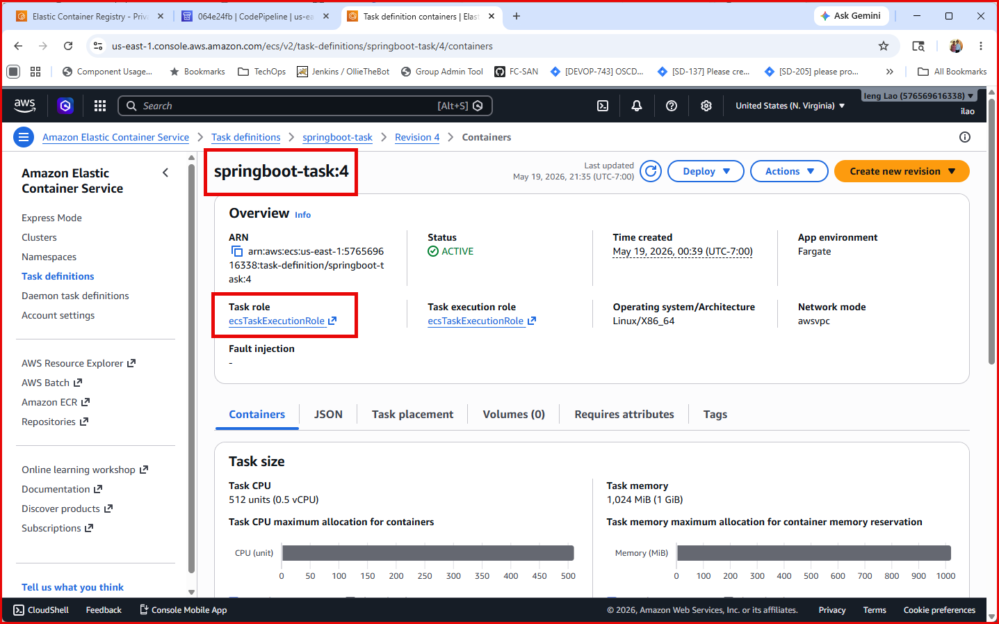 Elastic Container Registry - Priva
064e24fb | CodePipeline | us-ea
Task definition containers | Elast
Ask Gemini
us-east-1.console.aws.amazon.com/ecs/v2/task-definitions/springboot-task/4/containers
Component Usage...
Bookmarks
TechOps
Jenkins / OllieTheBot
Group Admin Tool
FC-SAN
[DEVOP-743] OSCD...
[SD-137] Please cre...
[SD-205] please pro...
All Bookmarks
aws
Search
[Alt+S]
United States (N. Virginia)
Ieng Lao (576569616338)
ilao
Amazon Elastic Container Service
Task definitions
springboot-task
Revision 4
Containers
Amazon Elastic
Container Service
Express Mode
Clusters
Namespaces
Task definitions
Daemon task definitions
Account settings
AWS Resource Explorer
AWS Batch
Amazon ECR
Repositories
Online learning workshop
Documentation
Discover products
Subscriptions
Tell us what you think
springboot-task:4
Last updated
May 19, 2026, 21:35 (UTC-7:00)
Deploy
Actions
Create new revision
Overview Info
ARN
arn:aws:ecs:us-east-1:5765696
16338:task-definition/springboot-t
ask:4
Status
ACTIVE
Time created
May 19, 2026, 00:39 (UTC-7:00)
App environment
Fargate
Task role
ecsTaskExecutionRole
Task execution role
ecsTaskExecutionRole
Operating system/Architecture
Linux/X86_64
Network mode
awsvpc
Fault injection
-
Containers
JSON
Task placement
Volumes (0)
Requires attributes
Tags
Task size
Task CPU
512 units (0.5 vCPU)
Task memory
1,024 MiB (1 GiB)
Task CPU maximum allocation for containers
CPU (unit)
0 50 100 150 200 250 300 350 400 450 500
Task memory maximum allocation for container memory reservation
Memory (MiB)
0 100 200 300 400 500 600 700 800 900 1000
CloudShell
Feedback
Console Mobile App
© 2026, Amazon Web Services, Inc. or its affiliates.
Privacy
Terms
Cookie preferences